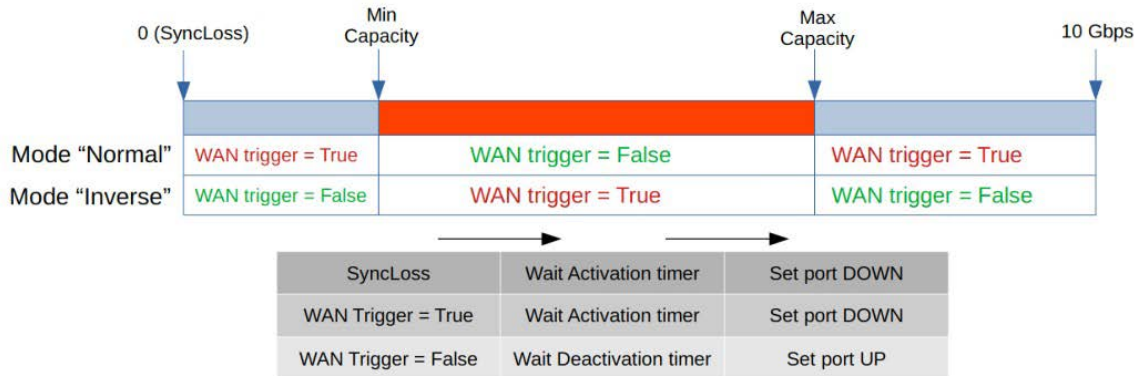 0 (SyncLoss)
Min
Capacity
Max
Capacity
10 Gbps
Mode “Normal”
WAN trigger = True
WAN trigger = False
WAN trigger = True
Mode “Inverse”
WAN trigger = False
WAN trigger = True
WAN trigger = False
SyncLoss
Wait Activation timer
Set port DOWN
WAN Trigger = True
Wait Activation timer
Set port DOWN
WAN Trigger = False
Wait Deactivation timer
Set port UP